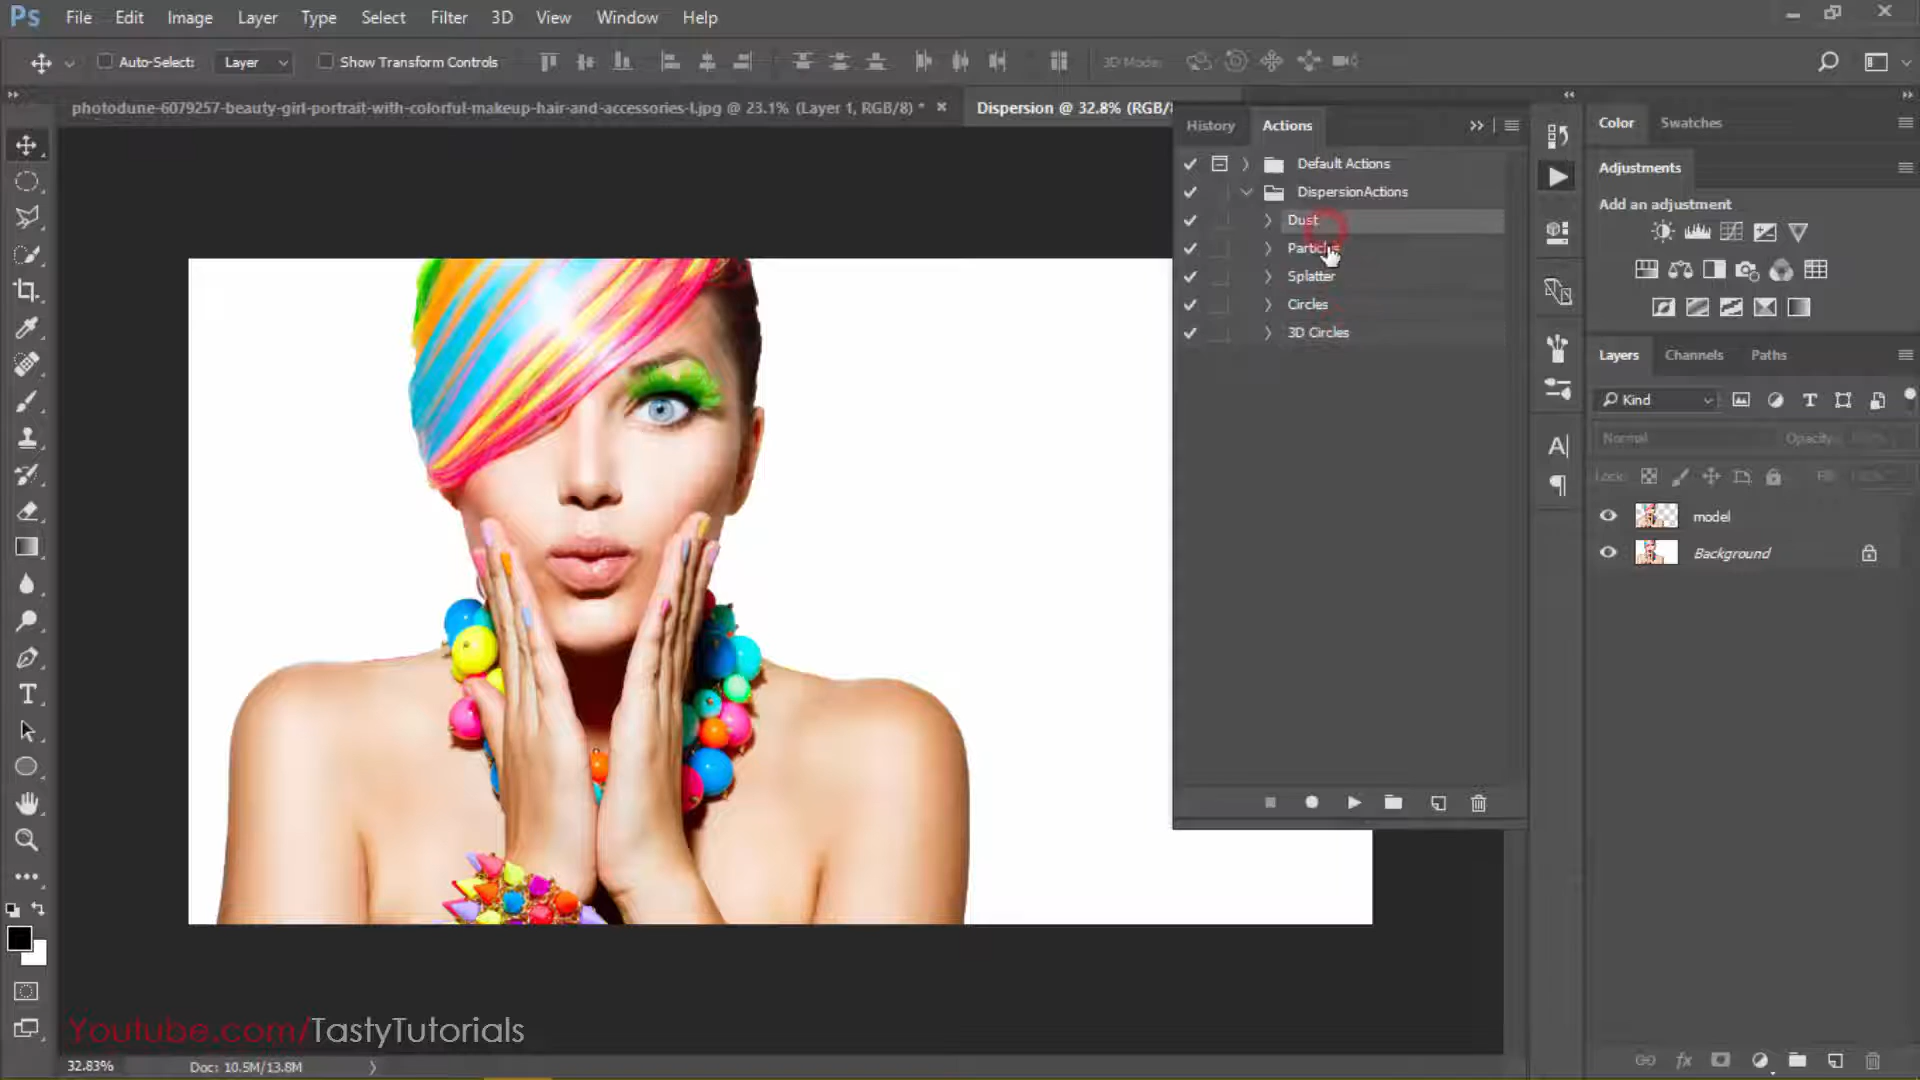 Ps File Edit Image Layer Type Select Filter 3D View Window Help
Auto-Select: Layer Show Transform Controls 3D Mode:
photodune-6079257-beauty-girl-portrait-with-colorful-makeup-hair-and-accessories-l.jpg @ 23.1% (Layer 1, RGB/8) *
Dispersion @ 32.8% (RGB/
History Actions
Default Actions
DispersionActions
Dust
Splatter
Circles
3D Circles
Color Swatches
Adjustments
Add an adjustment
Layers Channels Paths
Kind
Normal Opacity:
Lock: Fill:
model
Background
Youtube.com/TastyTutorials
32.83% Doc: 10.5M/13.8M